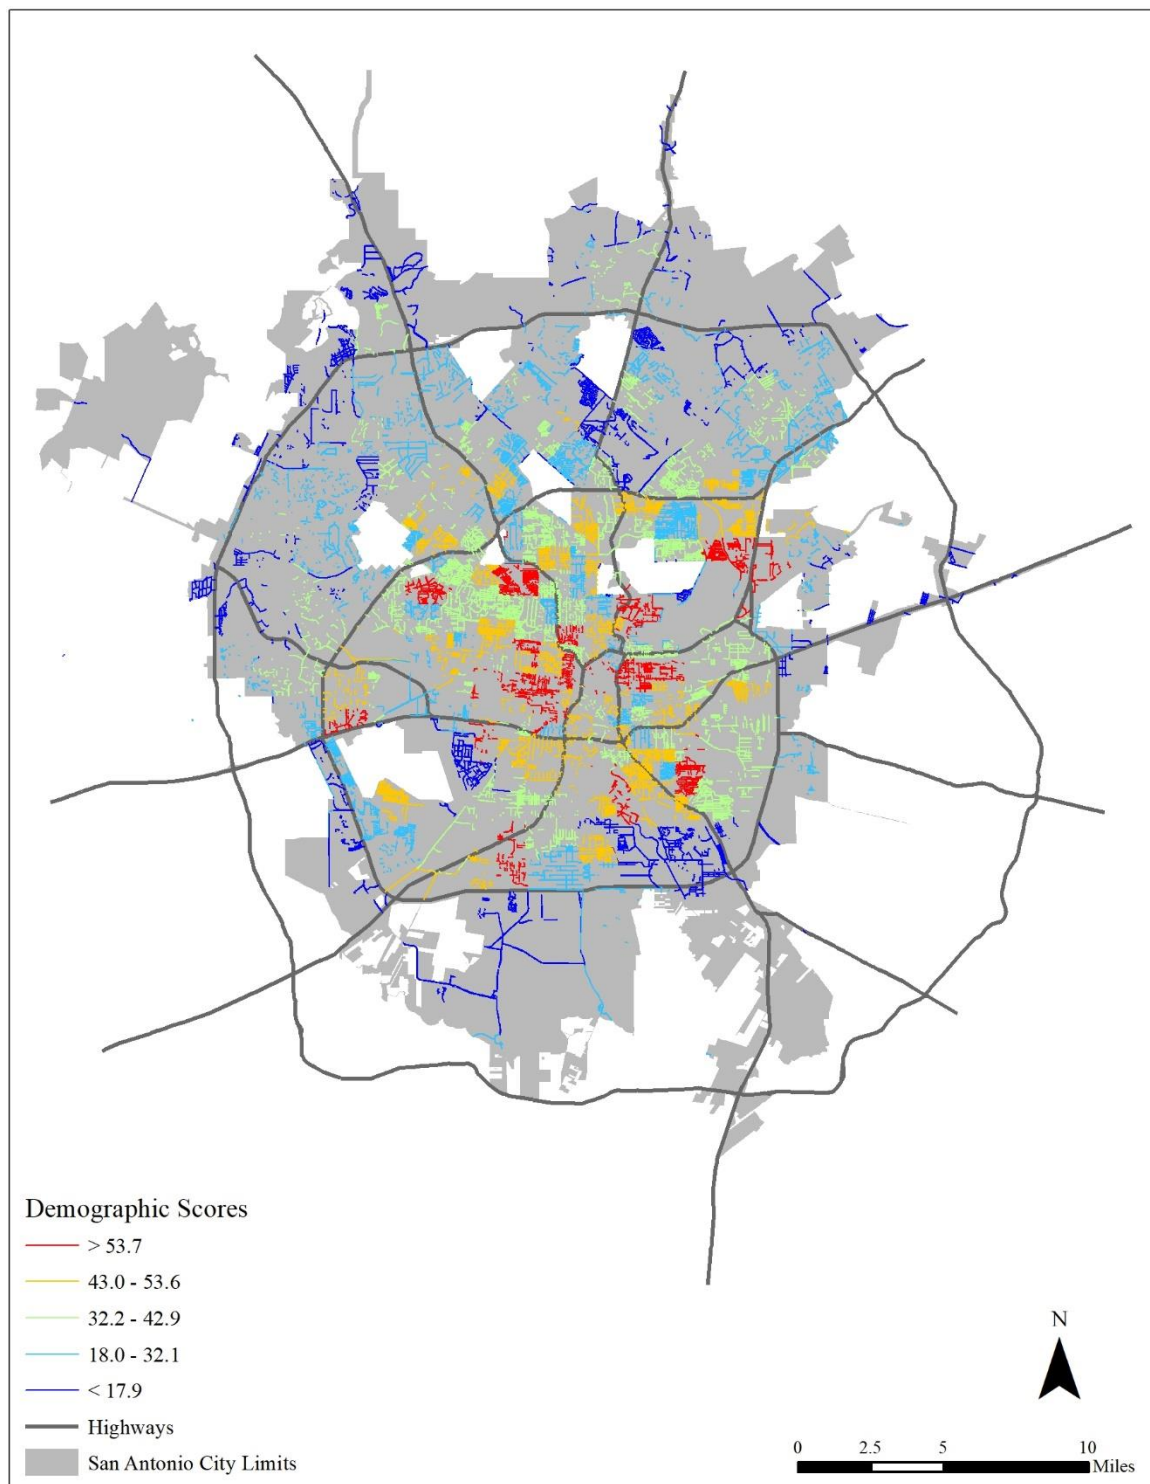 Demographic Scores
> 53.7
43.0 - 53.6
32.2 - 42.9
18.0 - 32.1
< 17.9
Highways
San Antonio City Limits
N
0 2.5 5 10
Miles